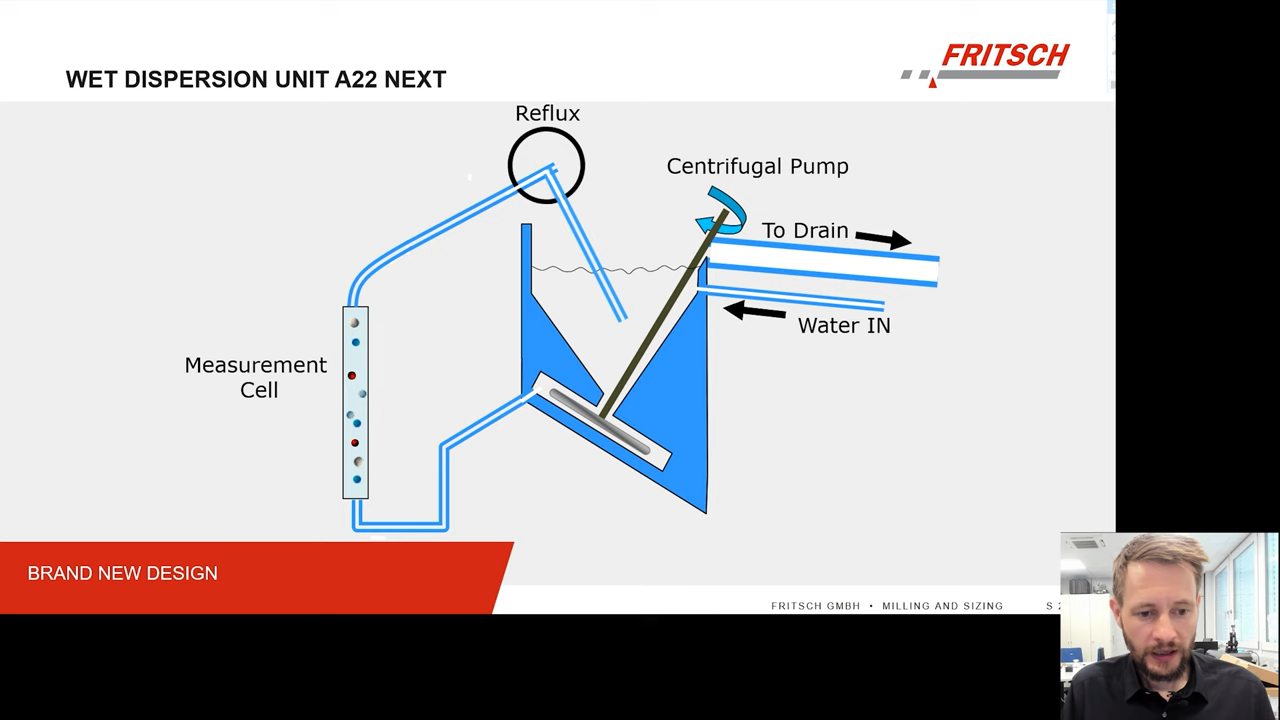 FRITSCH
WET DISPERSION UNIT A22 NEXT
Reflux
Centrifugal Pump
To Drain
Water IN
Measurement
Cell
BRAND NEW DESIGN
FRITSCH GMBH • MILLING AND SIZING
S 2